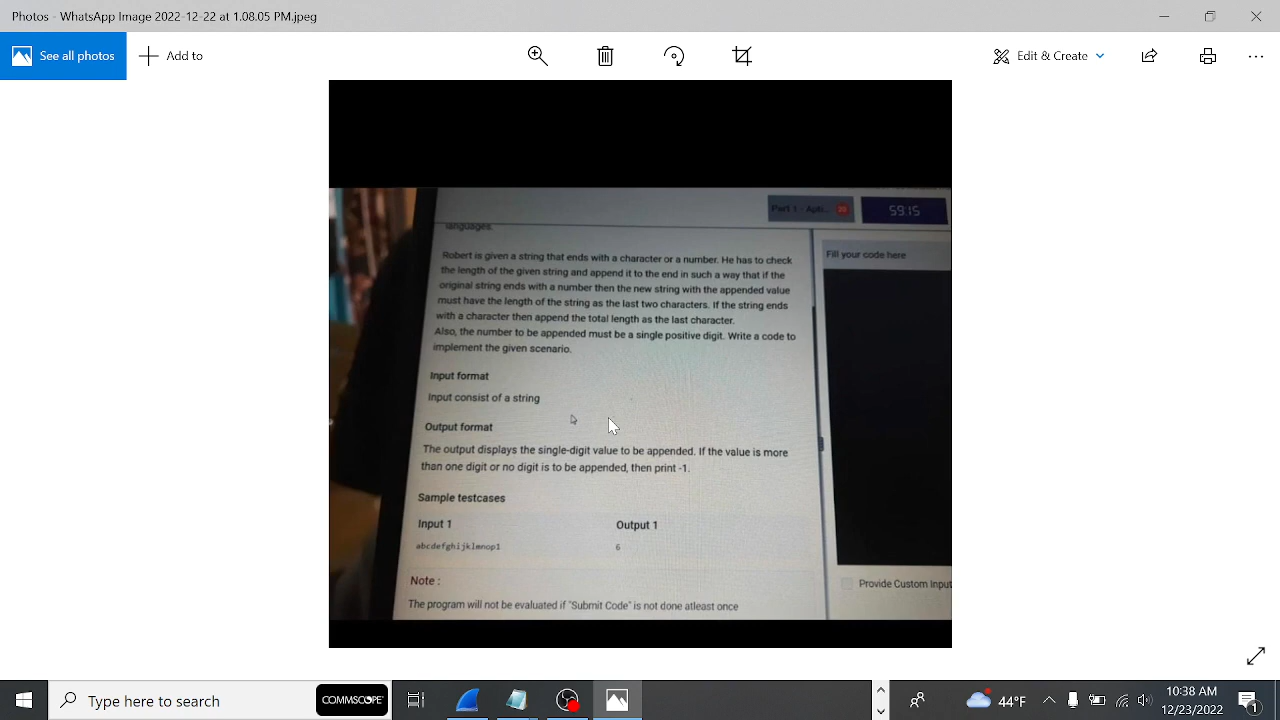 Photos - WhatsApp Image 2022-12-22 at 1.08.05 PM.jpeg
See all photos
Add to
Edit & Create
Part 1 - Apti...
59:15
languages.
Fill your code here
Robert is given a string that ends with a character or a number. He has to check
the length of the given string and append it to the end in such a way that if the
original string ends with a number then the new string with the appended value
must have the length of the string as the last two characters. If the string ends
with a character then append the total length as the last character.
Also, the number to be appended must be a single positive digit. Write a code to
implement the given scenario.
Input format
Input consist of a string
Output format
The output displays the single-digit value to be appended. If the value is more
than one digit or no digit is to be appended, then print -1.
Sample testcases
Input 1 Output 1
abcdefghijklmnop1 6
Provide Custom Input
Note :
The program will not be evaluated if "Submit Code" is not done atleast once
Type here to search
COMMSCOPE
44°F
10:38 AM
12/23/2022
1